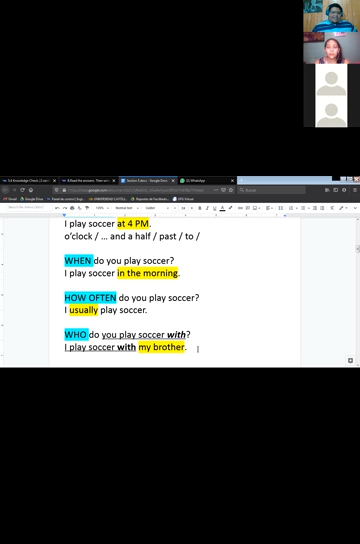 WhatsApp
Buscar
I play soccer at 4 PM.
o'clock / … and a half / past / to /
WHEN do you play soccer?
I play soccer in the morning.
HOW OFTEN do you play soccer?
I usually play soccer.
WHO do you play soccer with?
I play soccer with my brother.